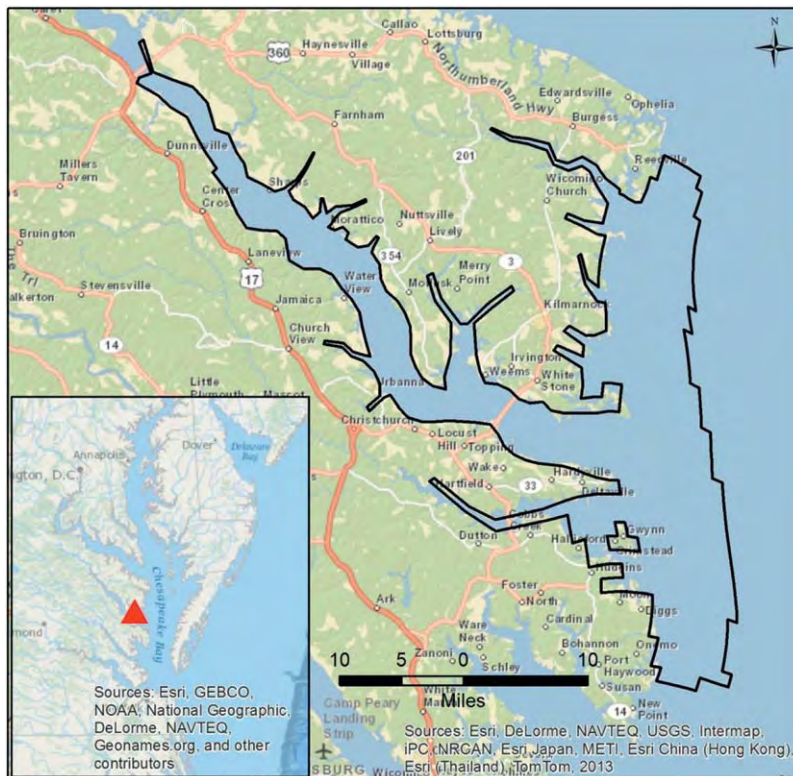 Callao
Lottsburg
360
Haynesville
Village
N
Northumberland
Hwy
Edwardsville
Ophelia
Burgess
Farnham
Dunnsville
201
Reedville
Millers
Tavern
Wicomico
Church
Center
Cross
Sharps
Morattico
Nuttsville
Lively
Bruington
354
3
Laneview
Merry
Point
17
Water
View
Mollusk
Stevensville
Kilmarnock
Jamaica
14
Church
View
Irvington
Weems
White
Stone
Little
Plymouth
Mascot
Urbanna
Christchurch
Locust
Hill
Topping
Wake
Hardyville
33
Deltaville
Hartfield
Cobbs
Creek
Gwynn
Dutton
Hallieford
Grimstead
Hudgins
Foster
Moon
North
Diggs
Ark
Cardinal
Ware
Neck
Bohannon
Onemo
Zanoni
Schley
Port
Haywood
Susan
10
5
0
10
Miles
White
Camp Peary
Landing
Strip
New
Point
14
Dover
Annapolis
Delaware
Bay
ngton, D.C.
Chesapeake Bay
mond
Sources: Esri, GEBCO,
NOAA, National Geographic,
DeLorme, NAVTEQ,
Geonames.org, and other
contributors
Sources: Esri, DeLorme, NAVTEQ, USGS, Intermap,
iPC, NRCAN, Esri Japan, METI, Esri China (Hong Kong),
Esri (Thailand), TomTom, 2013